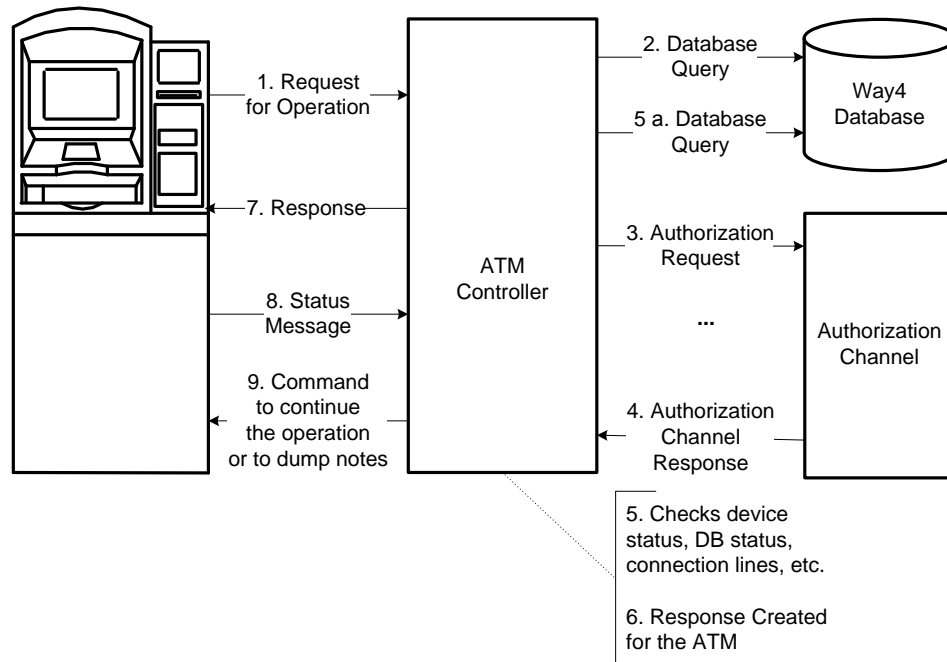 1. Request
for Operation
2. Database
Query
5 a. Database
Query
Way4
Database
7. Response
3. Authorization
Request
ATM
Controller
8. Status
Message
...
Authorization
Channel
9. Command
to continue
the operation
or to dump notes
4. Authorization
Channel
Response
5. Checks device
status, DB status,
connection lines, etc.
6. Response Created
for the ATM